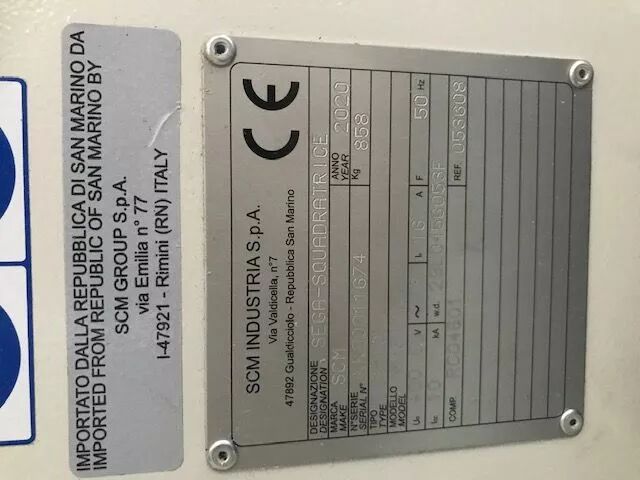 IMPORTATO DALLA REPUBBLICA DI SAN MARINO DA
IMPORTED FROM REPUBLIC OF SAN MARINO BY
SCM GROUP S.p.A.
via Emilia n° 77
I-47921 - Rimini (RN) ITALY
CE
SCM INDUSTRIA S.p.A.
Via Valdicella, n°7
47892 Gualdicciolo - Repubblica San Marino
DESIGNAZIONE
DESIGNATION SEGA-SQUADRATRICE
MARCA
MAKE SCM ANNO
YEAR 2020
N°SERIE
SERIAL N° Kg 858
TIPO
TYPE
MODELLO
MODEL
V ~ A F 50 Hz
kA w.d.
COMP. REF. 053608